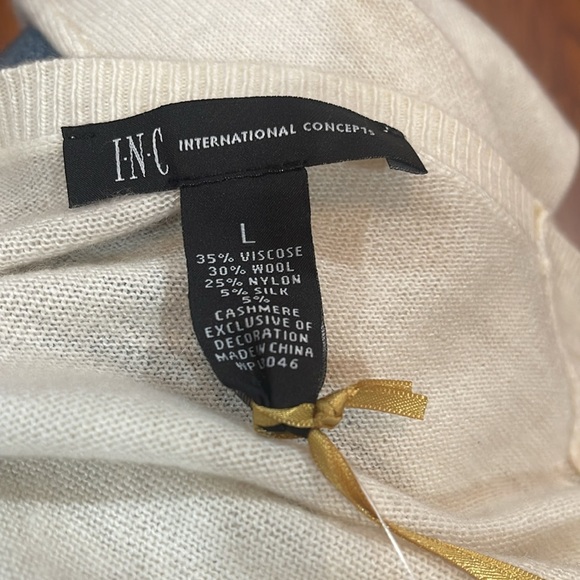 I·N·C INTERNATIONAL CONCEPTS
L
35% VISCOSE
30% WOOL
25% NYLON
5% SILK
5%
CASHMERE
EXCLUSIVE OF
DECORATION
MADE IN CHINA